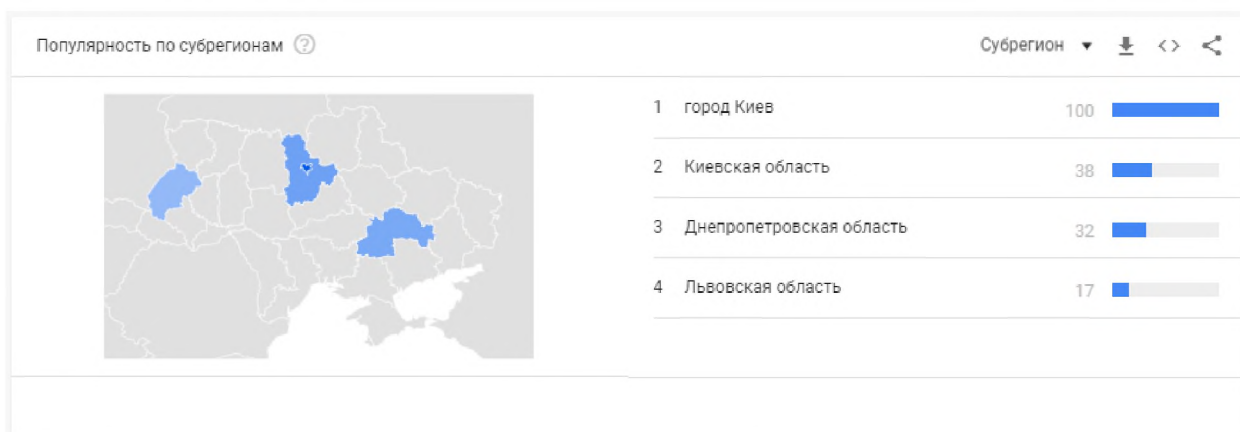 Популярность по субрегионам ?
Субрегион
1 город Киев 100
2 Киевская область 38
3 Днепропетровская область 32
4 Львовская область 17